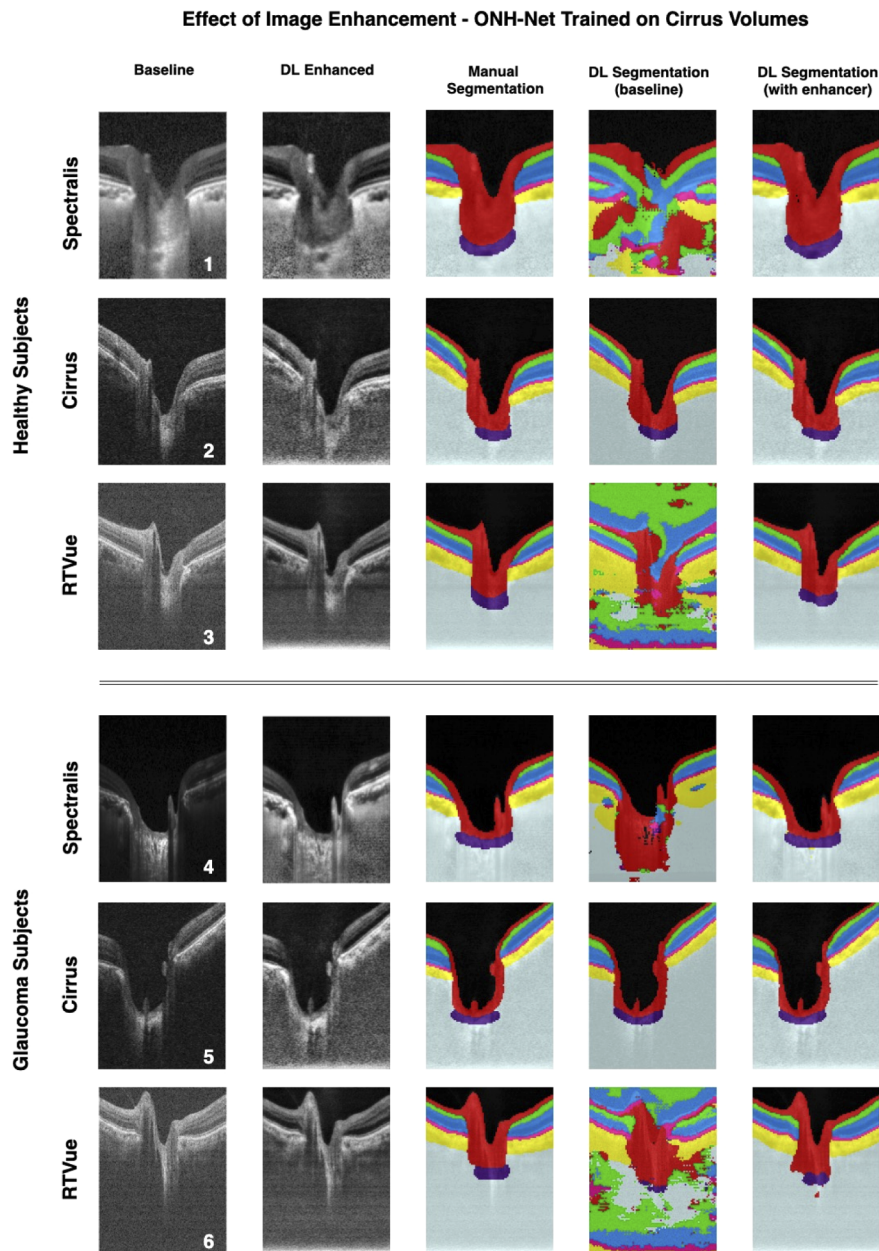 Effect of Image Enhancement - ONH-Net Trained on Cirrus Volumes
Baseline
DL Enhanced
Manual
Segmentation
DL Segmentation
(baseline)
DL Segmentation
(with enhancer)
Healthy Subjects
Spectralis
1
Cirrus
2
RTVue
3
Glaucoma Subjects
Spectralis
4
Cirrus
5
RTVue
6